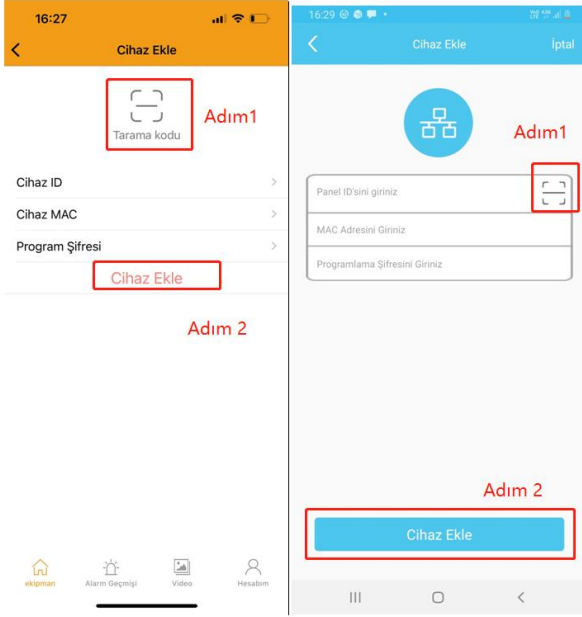 16:27
Cihaz Ekle
Tarama kodu
Adım1
Cihaz ID
Cihaz MAC
Program Şifresi
Cihaz Ekle
Adım 2
ekipman
Alarm Geçmişi
Video
Hesabım
16:29
Cihaz Ekle
İptal
Adım1
Panel ID'sini giriniz
MAC Adresini Giriniz
Programlama Şifresini Giriniz
Adım 2
Cihaz Ekle